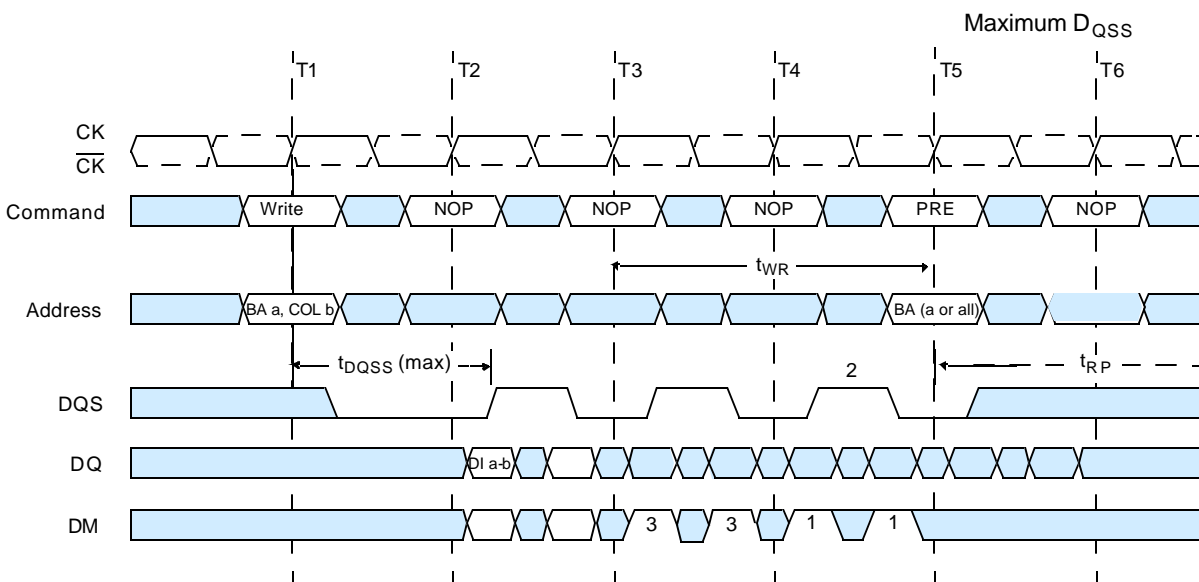 Maximum DQSS
T1 T2 T3 T4 T5 T6
CK
CK
Command Write NOP NOP NOP PRE NOP
tWR
Address BA a, COL b BA (a or all)
tDQSS (max) 2 tRP
DQS
DQ DI a-b
DM 3 3 1 1